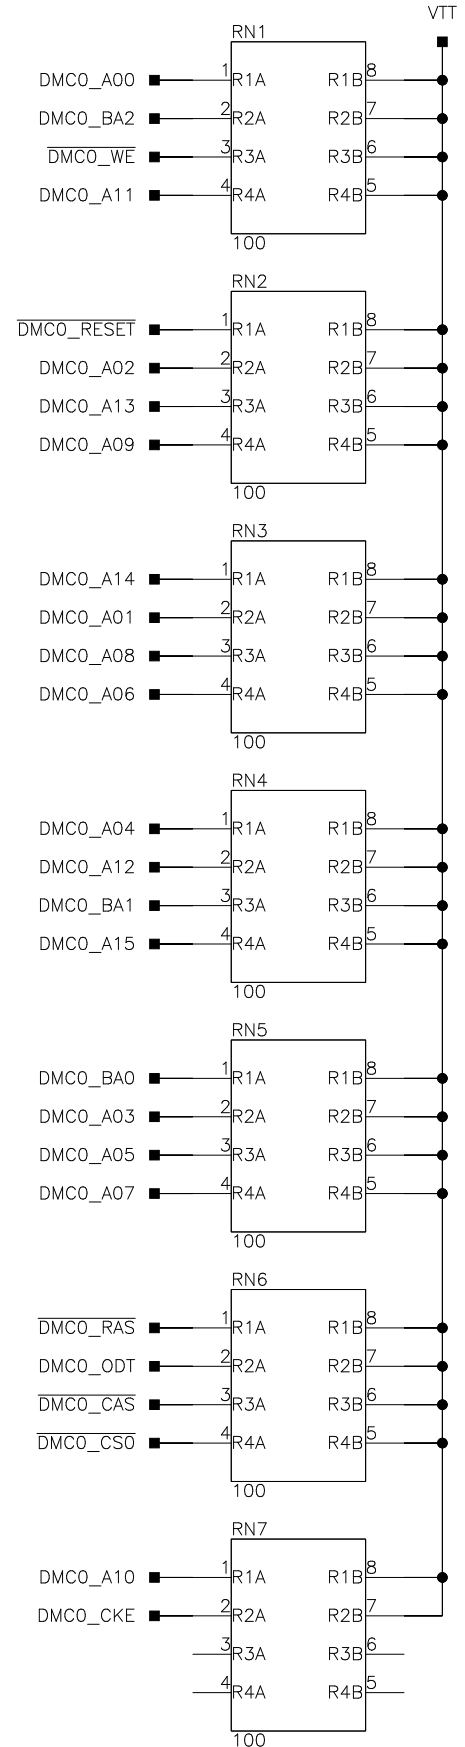 VTT
RN1
DMC0_A00 1 R1A R1B 8
DMC0_BA2 2 R2A R2B 7
DMC0_WE 3 R3A R3B 6
DMC0_A11 4 R4A R4B 5
100
RN2
DMC0_RESET 1 R1A R1B 8
DMC0_A02 2 R2A R2B 7
DMC0_A13 3 R3A R3B 6
DMC0_A09 4 R4A R4B 5
100
RN3
DMC0_A14 1 R1A R1B 8
DMC0_A01 2 R2A R2B 7
DMC0_A08 3 R3A R3B 6
DMC0_A06 4 R4A R4B 5
100
RN4
DMC0_A04 1 R1A R1B 8
DMC0_A12 2 R2A R2B 7
DMC0_BA1 3 R3A R3B 6
DMC0_A15 4 R4A R4B 5
100
RN5
DMC0_BA0 1 R1A R1B 8
DMC0_A03 2 R2A R2B 7
DMC0_A05 3 R3A R3B 6
DMC0_A07 4 R4A R4B 5
100
RN6
DMC0_RAS 1 R1A R1B 8
DMC0_ODT 2 R2A R2B 7
DMC0_CAS 3 R3A R3B 6
DMC0_CS0 4 R4A R4B 5
100
RN7
DMC0_A10 1 R1A R1B 8
DMC0_CKE 2 R2A R2B 7
3 R3A R3B 6
4 R4A R4B 5
100